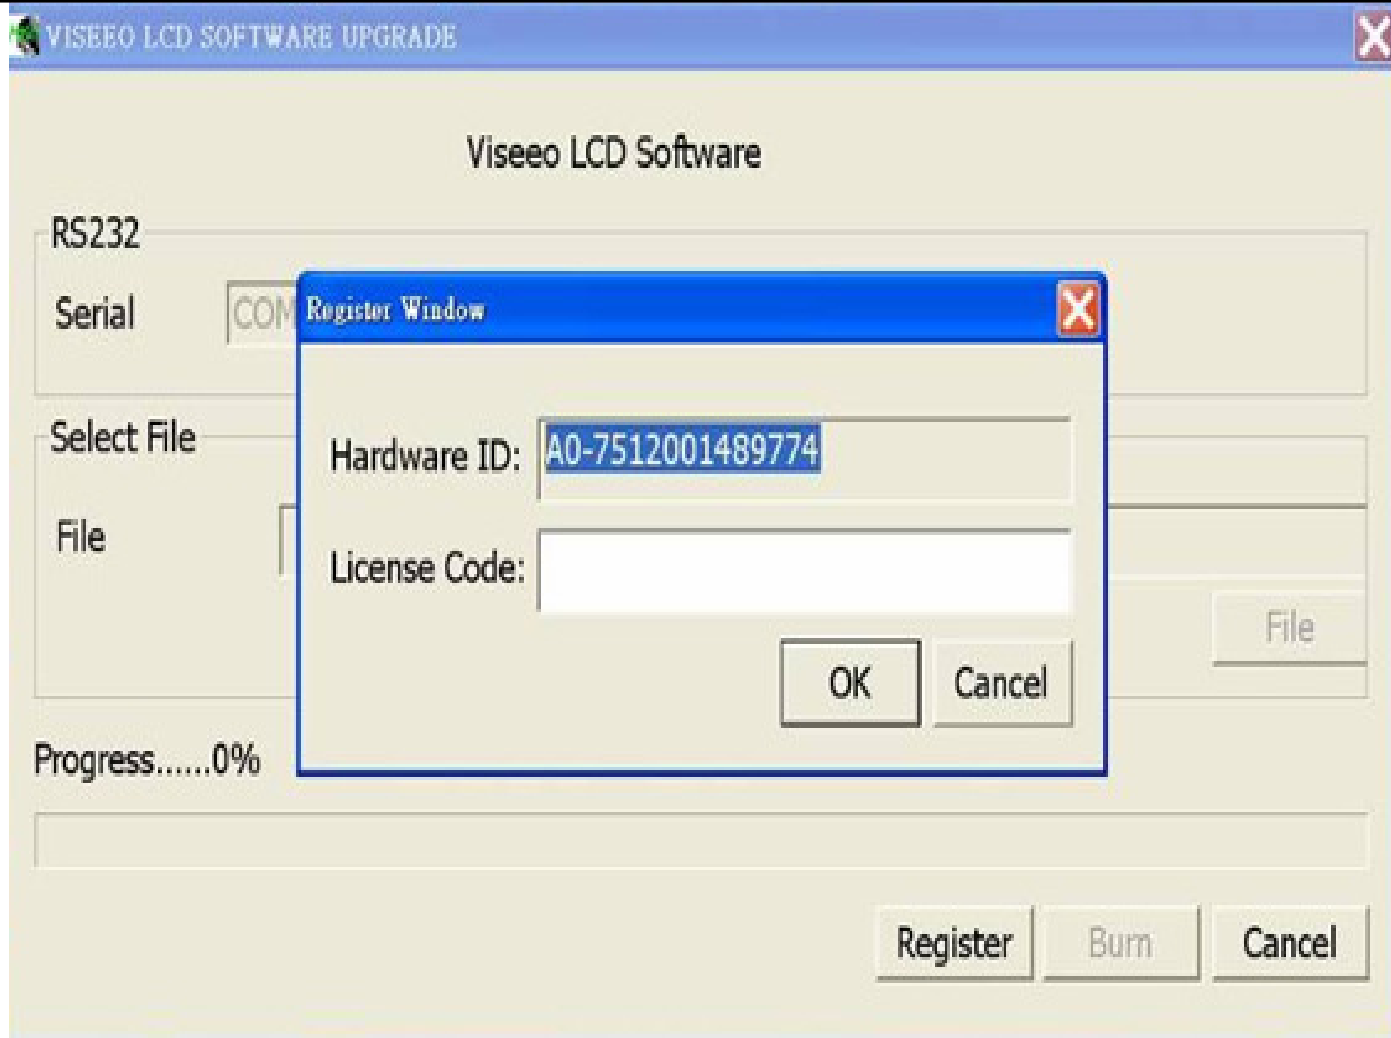 VISEEO LCD SOFTWARE UPGRADE
Viseeo LCD Software
RS232
Serial
COM
Register Window
Hardware ID:
A0-7512001489774
License Code:
OK
Cancel
Select File
File
File
Progress......0%
Register
Burn
Cancel